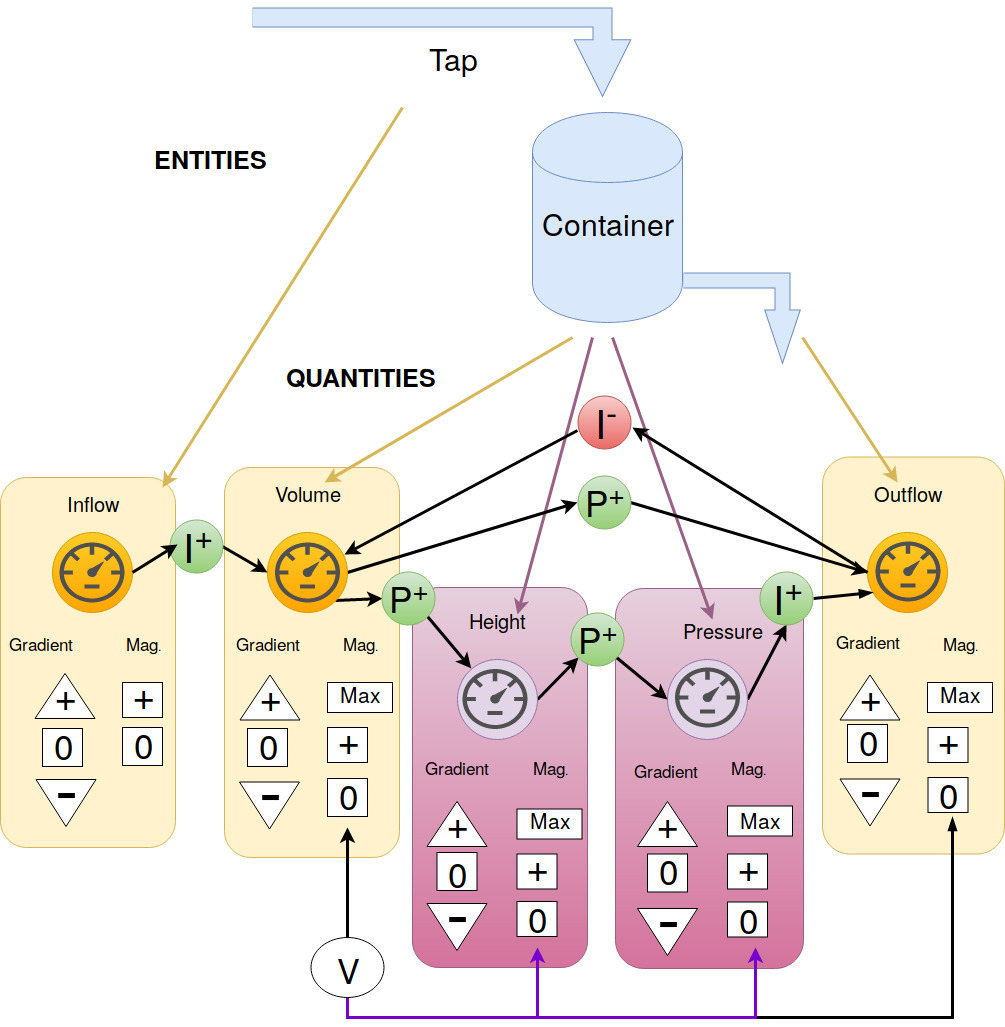 Tap
ENTITIES
Container
QUANTITIES
I-
Inflow
Volume
P+
Outflow
I+
P+
I+
Height
Pressure
P+
Gradient Mag.
Gradient Mag.
Gradient Mag.
+ +
0 0
-
+ Max
0 +
- 0
+ Max
0 +
- 0
Gradient Mag.
Gradient Mag.
+ Max
0 +
- 0
+ Max
0 +
- 0
V